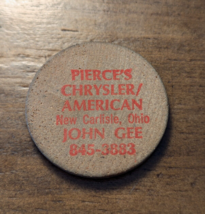 PIERCE'S
CHRYSLER/
AMERICAN
New Carlisle, Ohio
JOHN GEE
845-3883